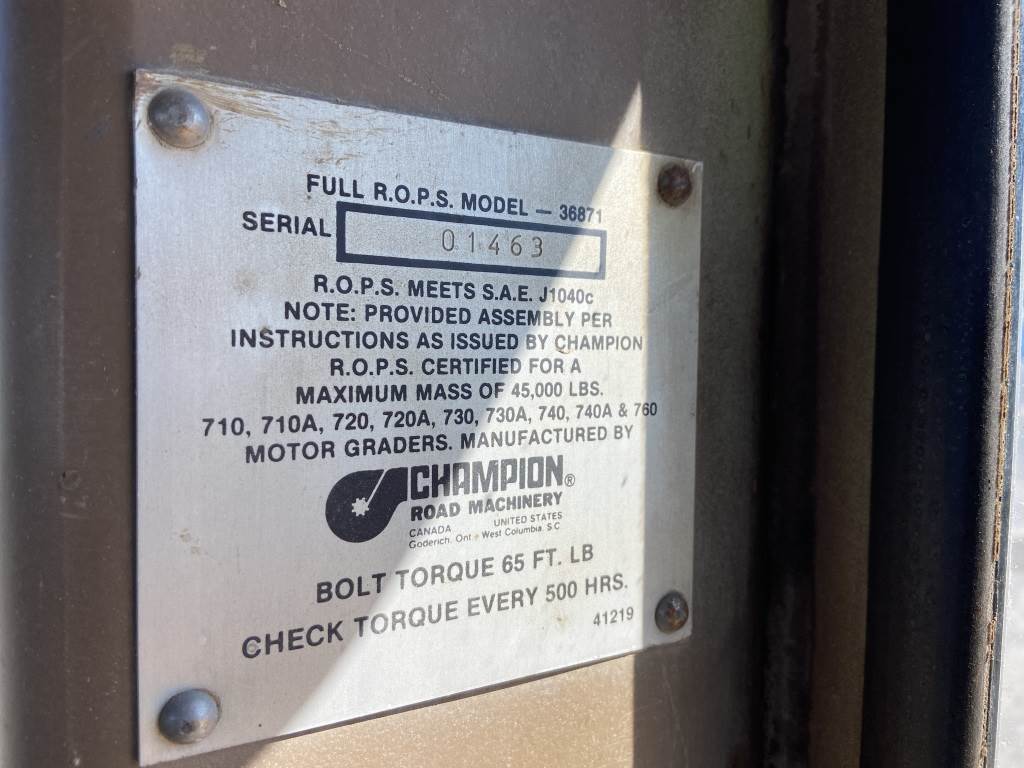 FULL R.O.P.S. MODEL — 36871
SERIAL 01463
R.O.P.S. MEETS S.A.E. J1040c
NOTE: PROVIDED ASSEMBLY PER
INSTRUCTIONS AS ISSUED BY CHAMPION
R.O.P.S. CERTIFIED FOR A
MAXIMUM MASS OF 45,000 LBS.
710, 710A, 720, 720A, 730, 730A, 740, 740A & 760
MOTOR GRADERS. MANUFACTURED BY
CHAMPION®
ROAD MACHINERY
CANADA UNITED STATES
Goderich, Ont. West Columbia, S.C.
BOLT TORQUE 65 FT. LB
CHECK TORQUE EVERY 500 HRS.
41219